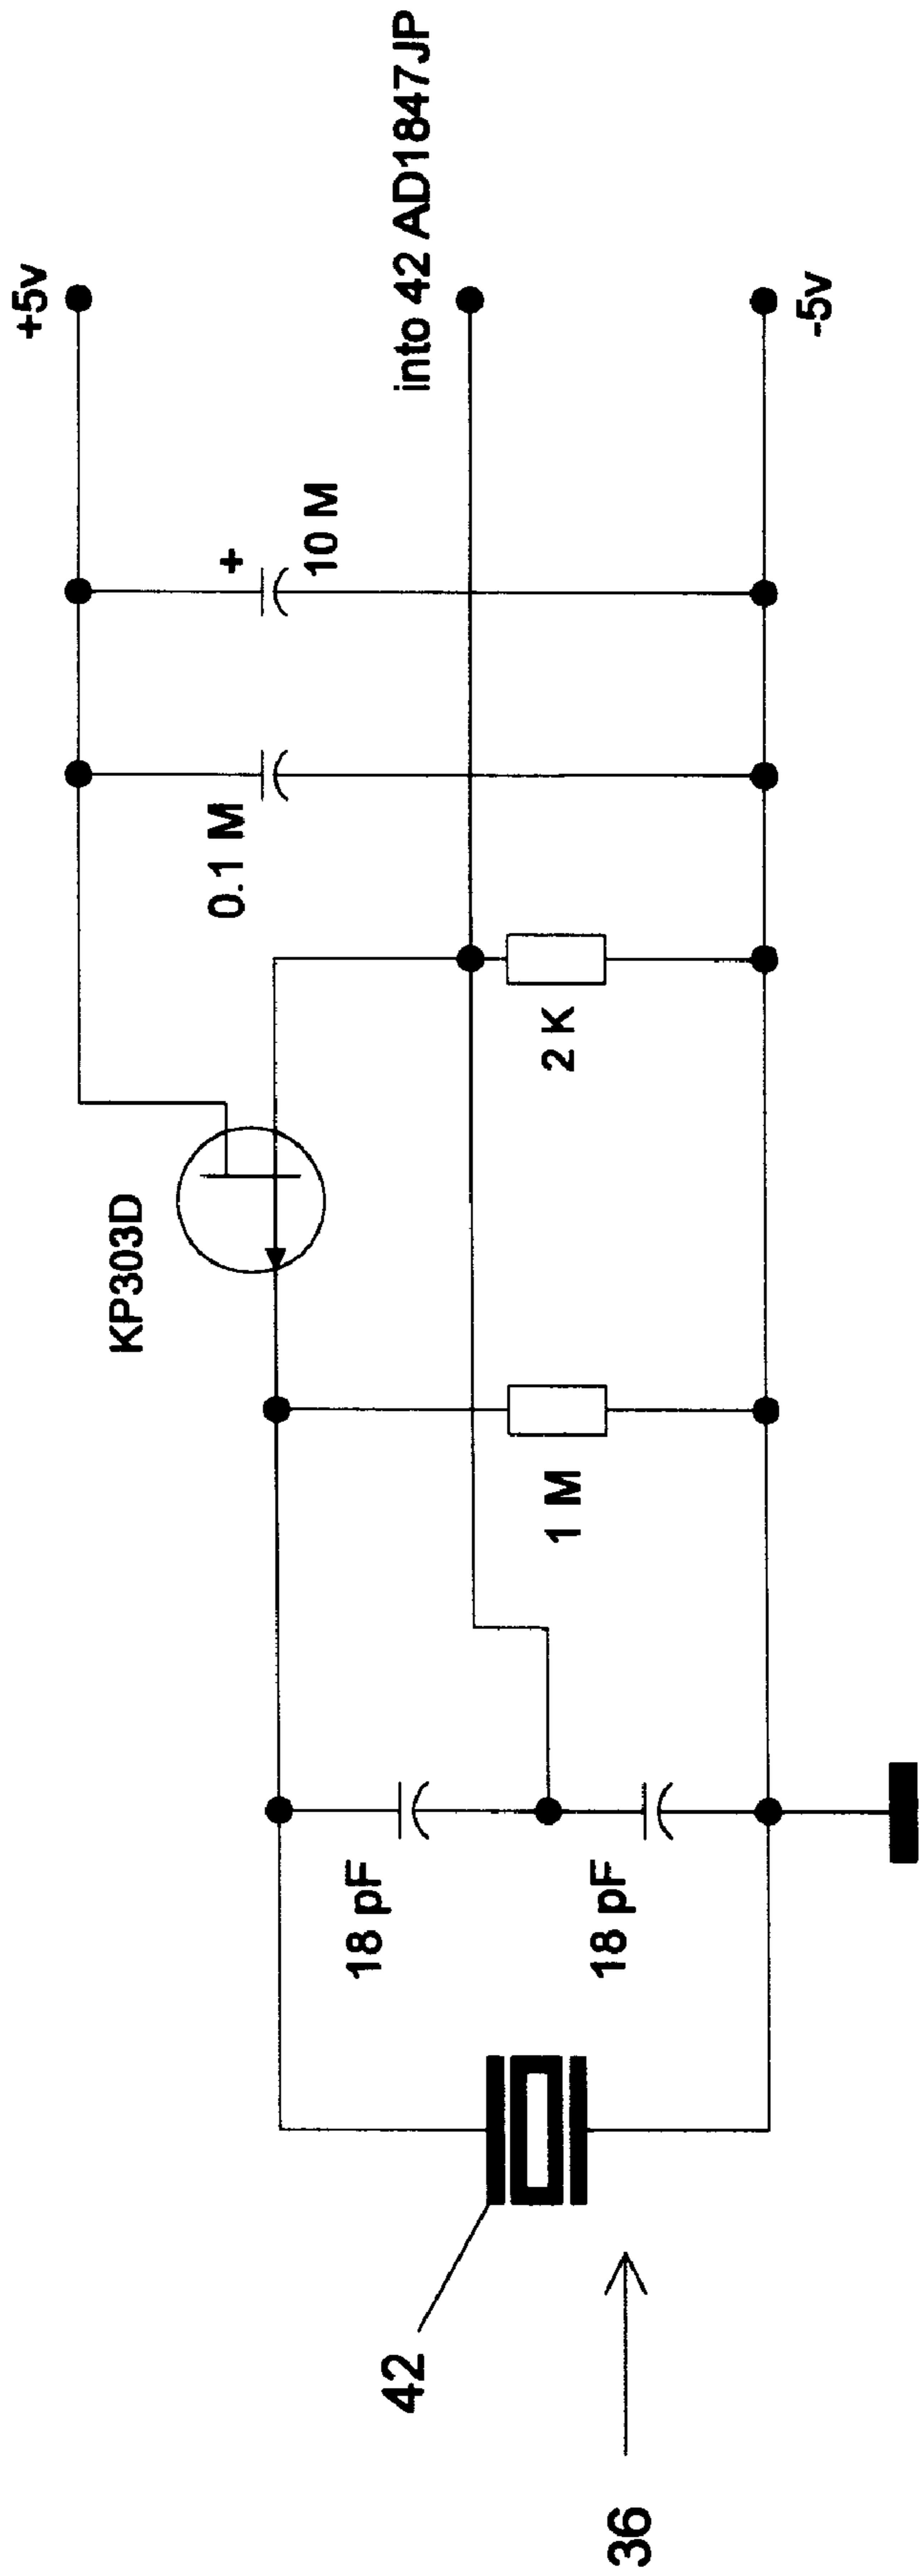 +5v
into 42 AD1847JP
-5v
+
10 M
0.1 M
KP303D
2 K
1 M
18 pF
18 pF
42
36